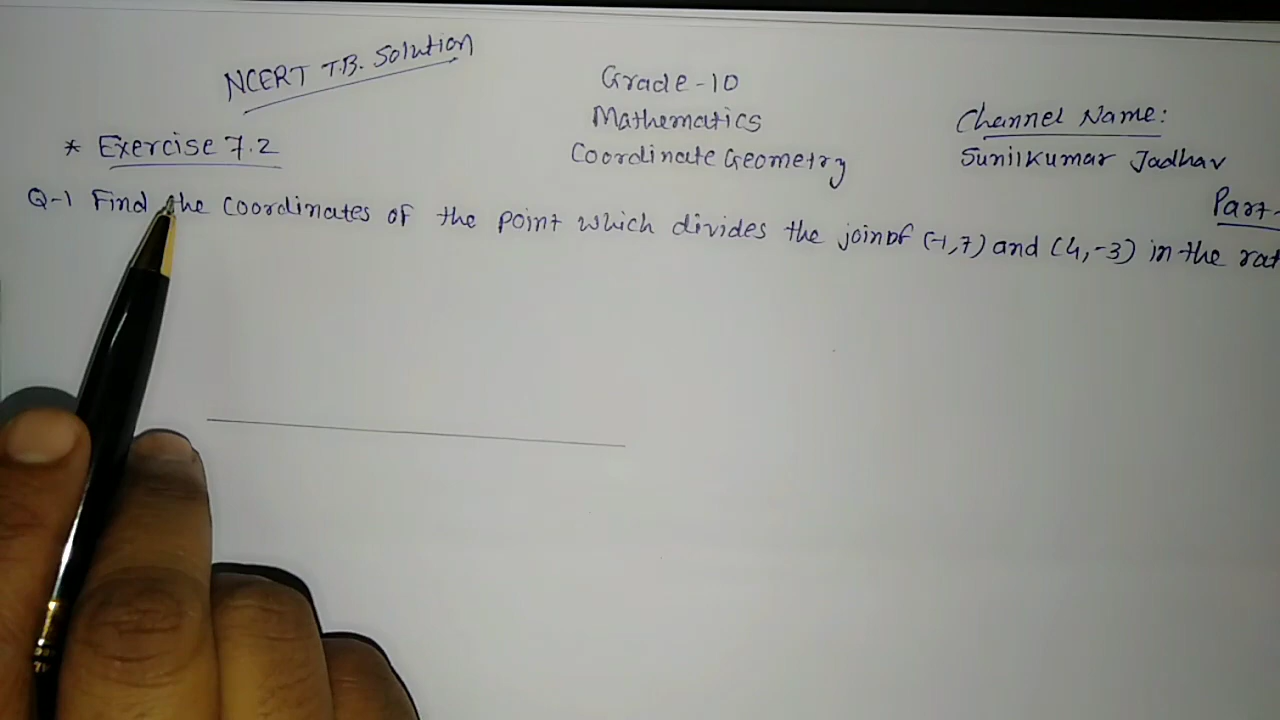 NCERT T.B. Solution
Grade-10
Mathematics
Coordinate Geometry
Channel Name:
Sunilkumar Jadhav
Part-
* Exercise 7.2
Q-1 Find the coordinates of the point which divides the join of (-1,7) and (4,-3) in the rat